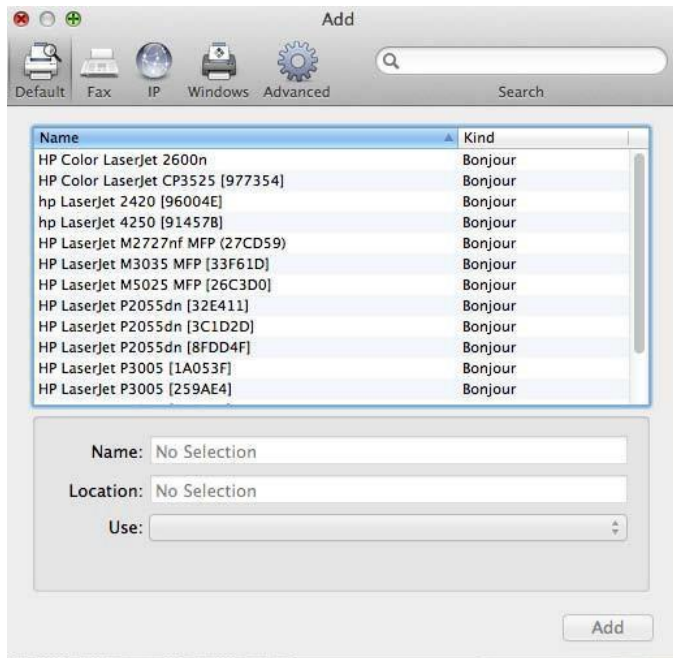 Add
Default Fax IP Windows Advanced Search
Name Kind
HP Color LaserJet 2600n Bonjour
HP Color LaserJet CP3525 [977354] Bonjour
hp LaserJet 2420 [96004E] Bonjour
hp LaserJet 4250 [91457B] Bonjour
HP LaserJet M2727nf MFP (27CD59) Bonjour
HP LaserJet M3035 MFP [33F61D] Bonjour
HP LaserJet M5025 MFP [26C3D0] Bonjour
HP LaserJet P2055dn [32E411] Bonjour
HP LaserJet P2055dn [3C1D2D] Bonjour
HP LaserJet P2055dn [8FDD4F] Bonjour
HP LaserJet P3005 [1A053F] Bonjour
HP LaserJet P3005 [259AE4] Bonjour
Name: No Selection
Location: No Selection
Use:
Add